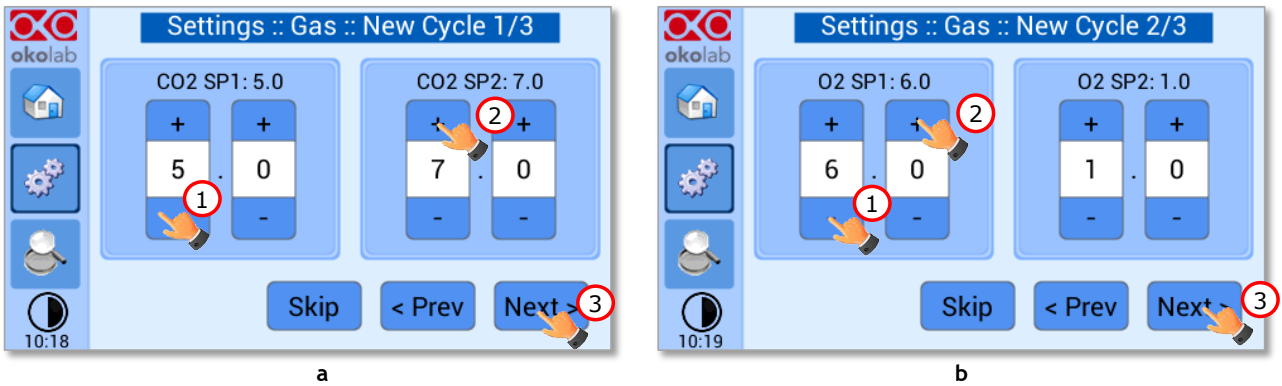 Settings :: Gas :: New Cycle 1/3
okolab
CO2 SP1: 5.0
CO2 SP2: 7.0
+ +
5 . 0
-
1
+ +
2
7 . 0
- -
Skip
< Prev
Next >
3
10:18
a
Settings :: Gas :: New Cycle 2/3
okolab
O2 SP1: 6.0
O2 SP2: 1.0
+ +
2
6 . 0
- -
1
+ +
1 . 0
- -
Skip
< Prev
Next >
3
10:19
b